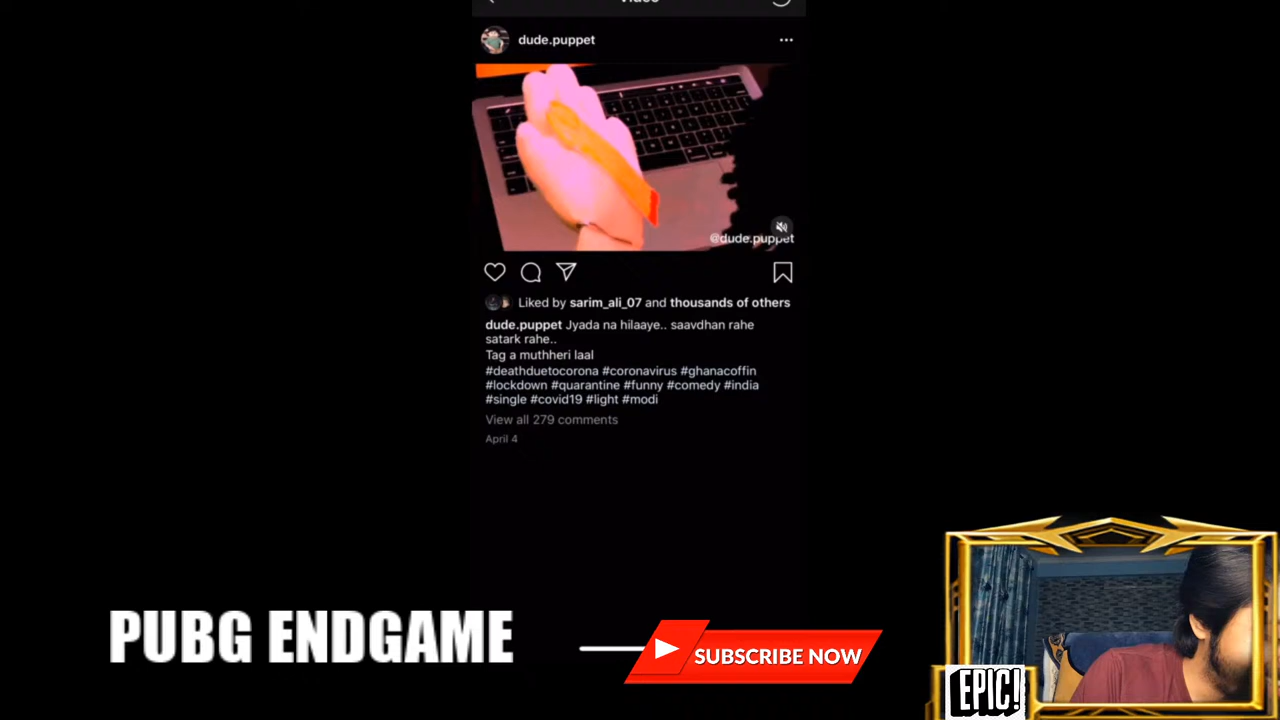 Video
dude.puppet
@dude.puppet
Liked by sarim_ali_07 and thousands of others
dude.puppet Jyada na hilaaye.. saavdhan rahe
satark rahe..
Tag a muthheri laal
#deathduetocorona #coronavirus #ghanacoffin
#lockdown #quarantine #funny #comedy #india
#single #covid19 #light #modi
View all 279 comments
April 4
PUBG ENDGAME
SUBSCRIBE NOW
EPIC!